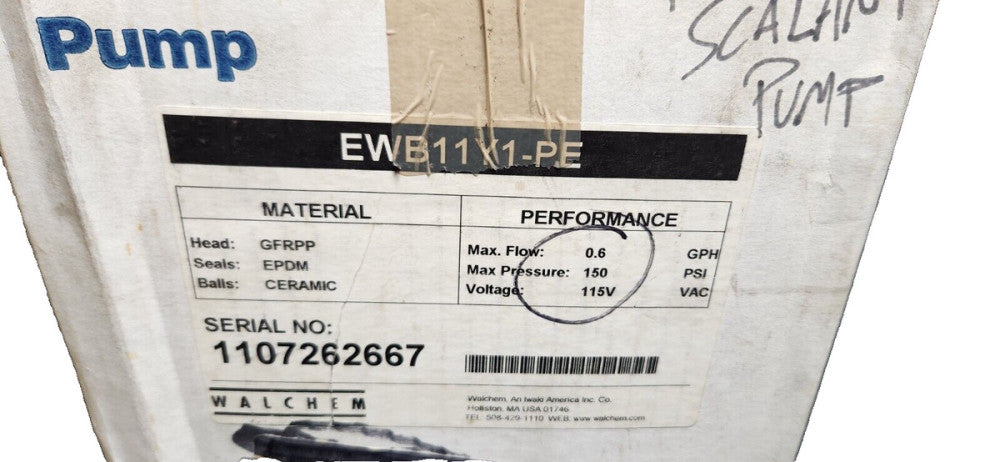 Pump
SCALANT
PUMP
EWB11Y1-PE
MATERIAL
Head: GFRPP
Seals: EPDM
Balls: CERAMIC
PERFORMANCE
Max. Flow: 0.6 GPH
Max Pressure: 150 PSI
Voltage: 115V VAC
SERIAL NO:
1107262667
WALCHEM
Walchem, An Iwaki America Inc. Co.
Holliston, MA USA 01746
TEL: 508-429-1110 WEB: www.walchem.com